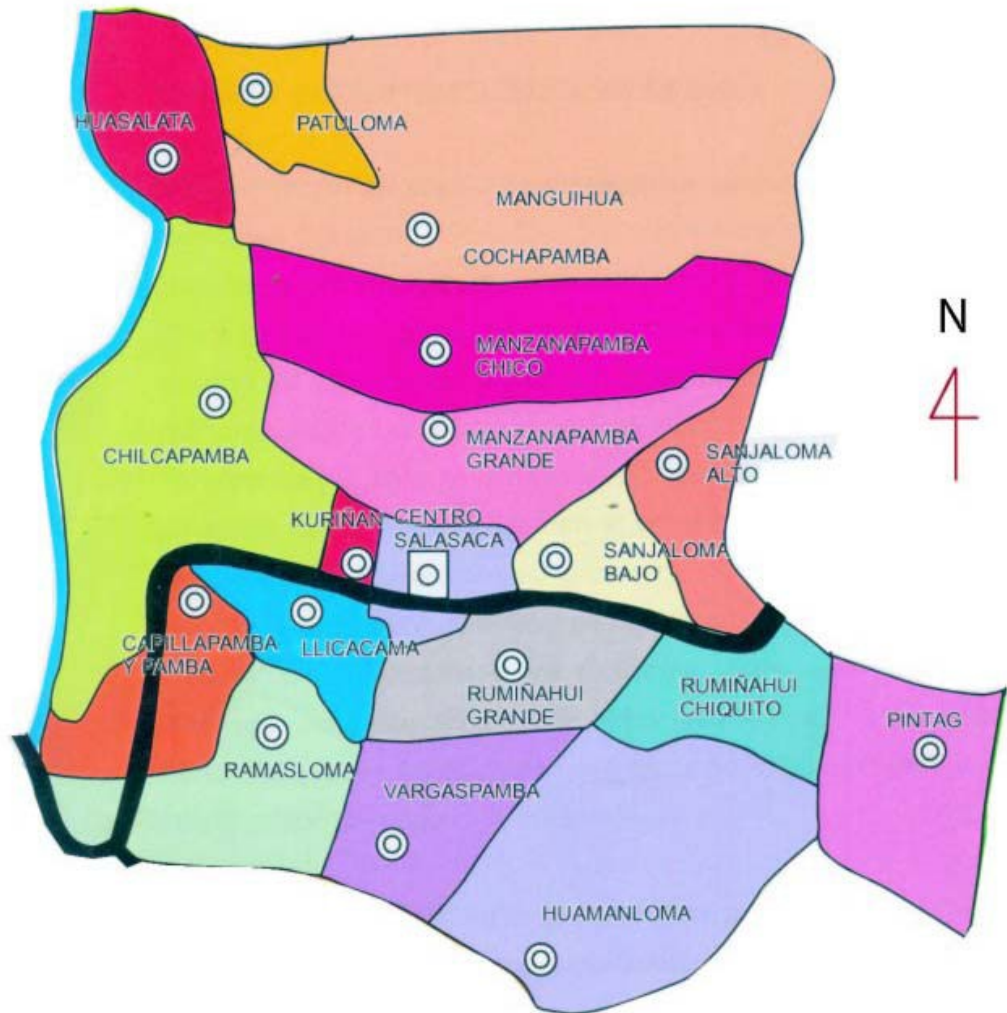 HUASALATA
PATULOMA
MANGUIHUA
COCHAPAMBA
N
MANZANAPAMBA
CHICO
MANZANAPAMBA
GRANDE
CHILCAPAMBA
SANJALOMA
ALTO
KURIÑAN
CENTRO
SALASACA
SANJALOMA
BAJO
CAPILLAPAMBA
Y PAMBA
LLICACAMA
RUMIÑAHUI
GRANDE
RUMIÑAHUI
CHIQUITO
PINTAG
RAMASLOMA
VARGASPAMBA
HUAMANLOMA